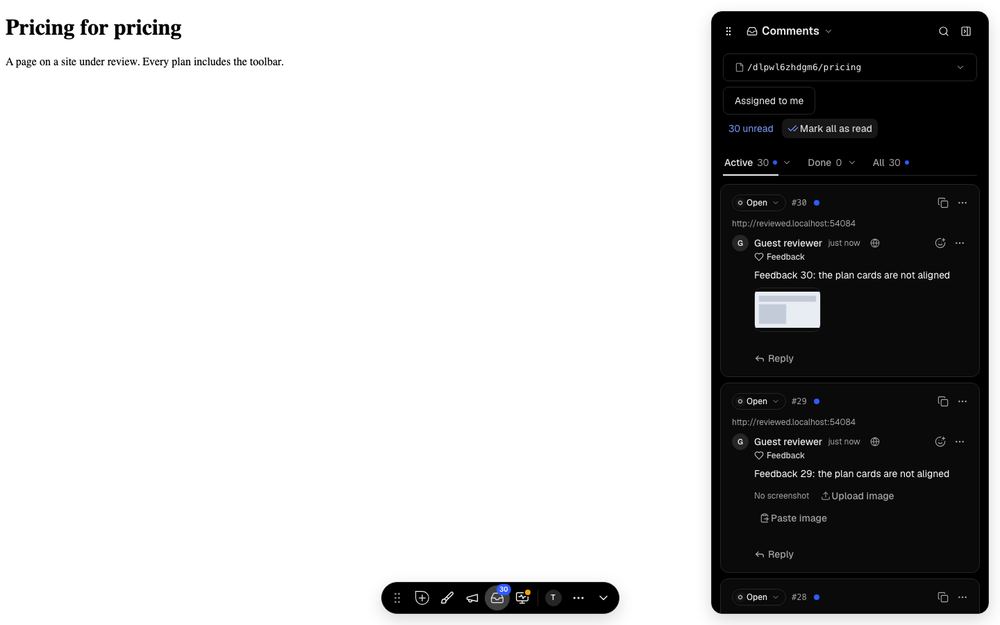 Pricing for pricing
A page on a site under review. Every plan includes the toolbar.
Comments
/dlpwl6zhdgm6/pricing
Assigned to me
30 unread Mark all as read
Active 30 Done 0 All 30
Open #30
http://reviewed.localhost:54084
G Guest reviewer just now
Feedback
Feedback 30: the plan cards are not aligned
Reply
Open #29
http://reviewed.localhost:54084
G Guest reviewer just now
Feedback
Feedback 29: the plan cards are not aligned
No screenshot Upload image
Paste image
Reply
Open #28
30
T